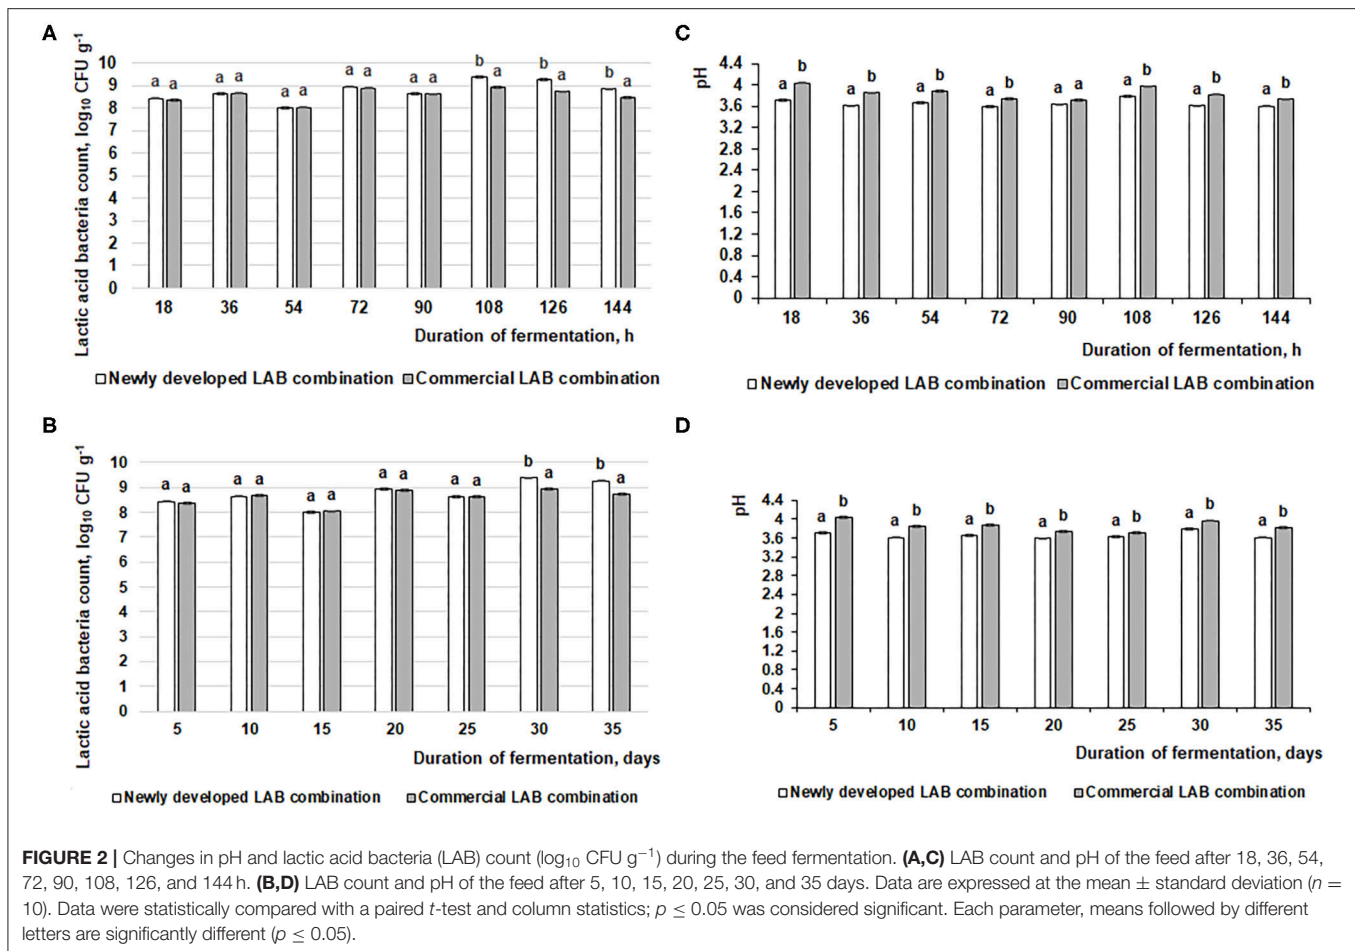 A
Lactic acid bacteria count, log₁₀ CFU g⁻¹
10
9
8
7
6
5
4
3
2
1
0
a a a a a a a a a a b a b a b a
18 36 54 72 90 108 126 144
Duration of fermentation, h
Newly developed LAB combination Commercial LAB combination
C
pH
4.4
4
3.6
3.2
2.8
2.4
2
1.6
1.2
0.8
0.4
0
a b a b a b a b a a a b a b a b
18 36 54 72 90 108 126 144
Duration of fermentation, h
Newly developed LAB combination Commercial LAB combination
B
Lactic acid bacteria count, log₁₀ CFU g⁻¹
10
9
8
7
6
5
4
3
2
1
0
a a a a a a a a a a b a b a
5 10 15 20 25 30 35
Duration of fermentation, days
Newly developed LAB combination Commercial LAB combination
D
pH
4.4
4
3.6
3.2
2.8
2.4
2
1.6
1.2
0.8
0.4
0
a b a b a b a b a b a b a b
5 10 15 20 25 30 35
Duration of fermentation, days
Newly developed LAB combination Commercial LAB combination
FIGURE 2 | Changes in pH and lactic acid bacteria (LAB) count (log₁₀ CFU g⁻¹) during the feed fermentation. (A,C) LAB count and pH of the feed after 18, 36, 54,
72, 90, 108, 126, and 144 h. (B,D) LAB count and pH of the feed after 5, 10, 15, 20, 25, 30, and 35 days. Data are expressed at the mean ± standard deviation (n =
10). Data were statistically compared with a paired t-test and column statistics; p ≤ 0.05 was considered significant. Each parameter, means followed by different
letters are significantly different (p ≤ 0.05).